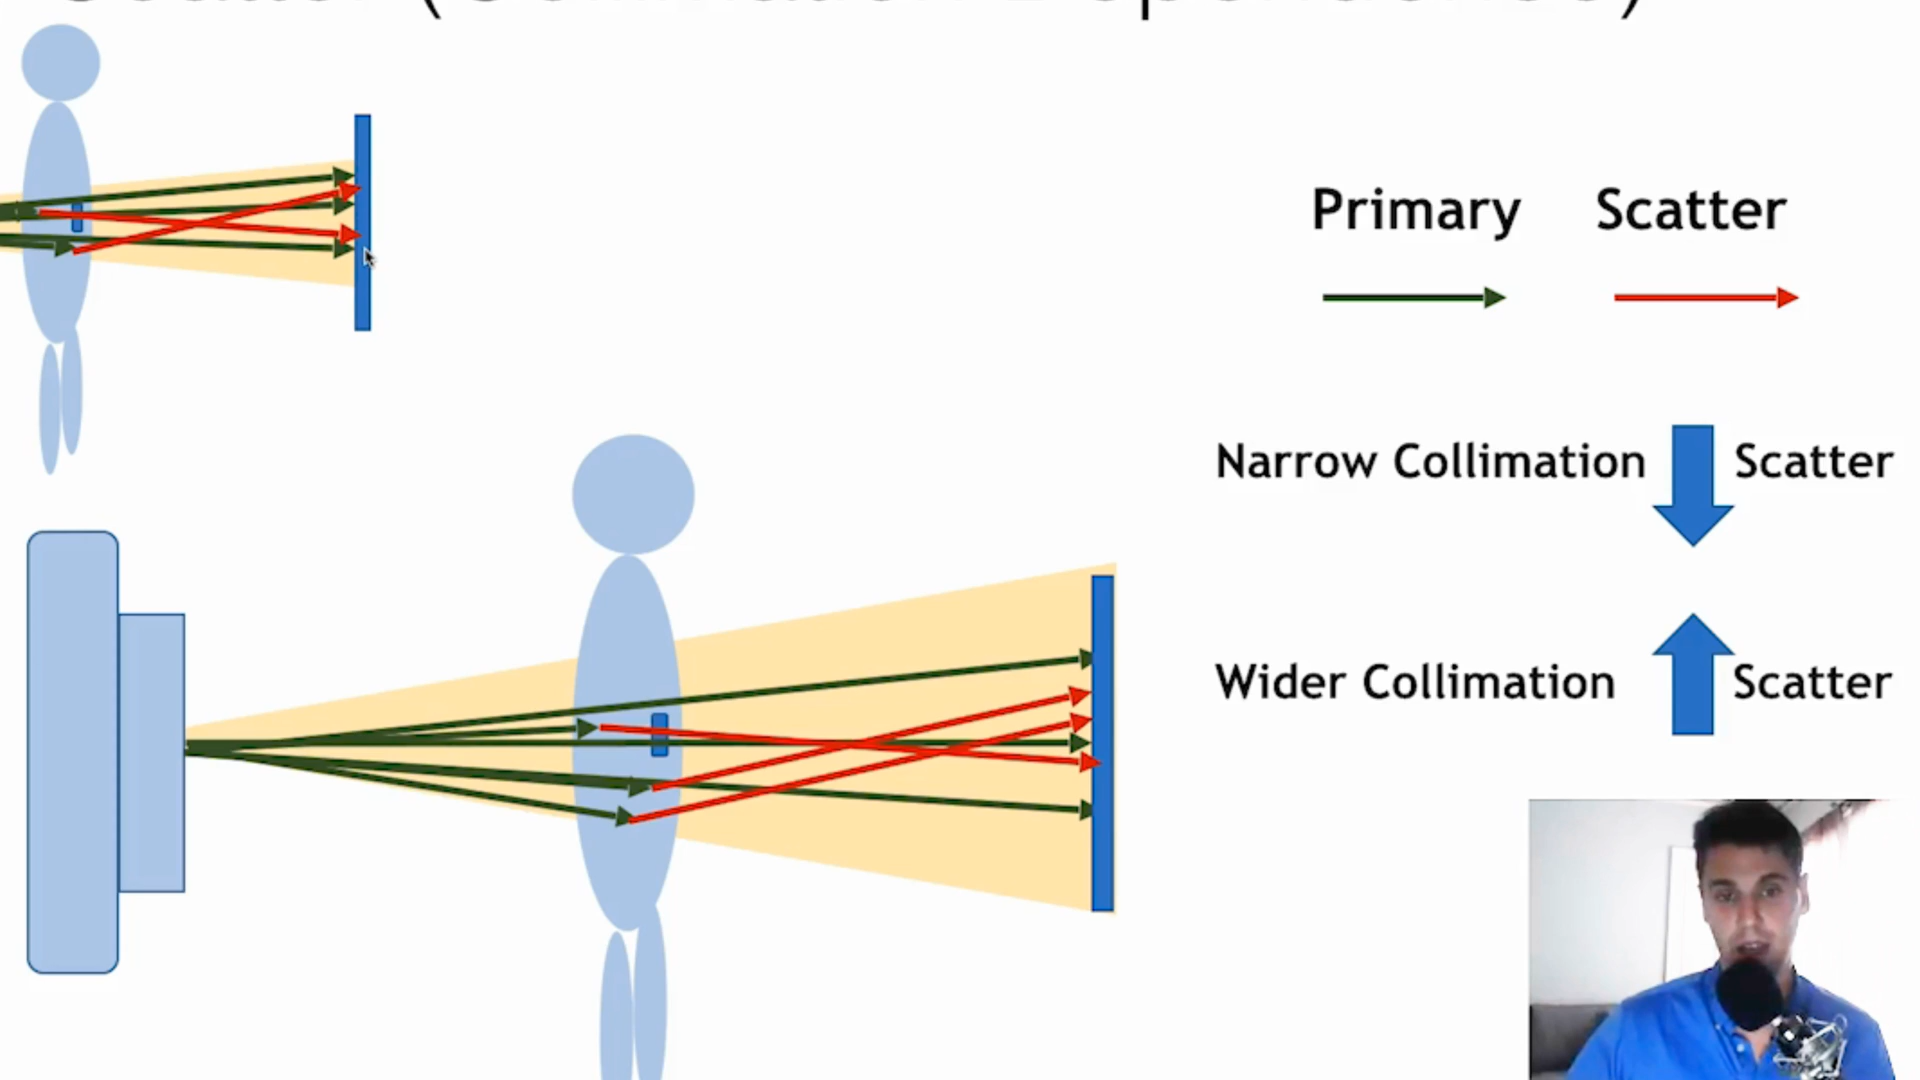 Primary Scatter
Narrow Collimation Scatter
Wider Collimation Scatter